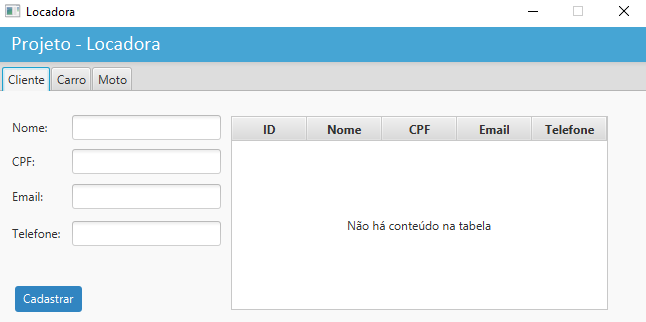 Locadora
Projeto - Locadora
Cliente Carro Moto
Nome:
CPF:
Email:
Telefone:
Cadastrar
ID Nome CPF Email Telefone
Não há conteúdo na tabela